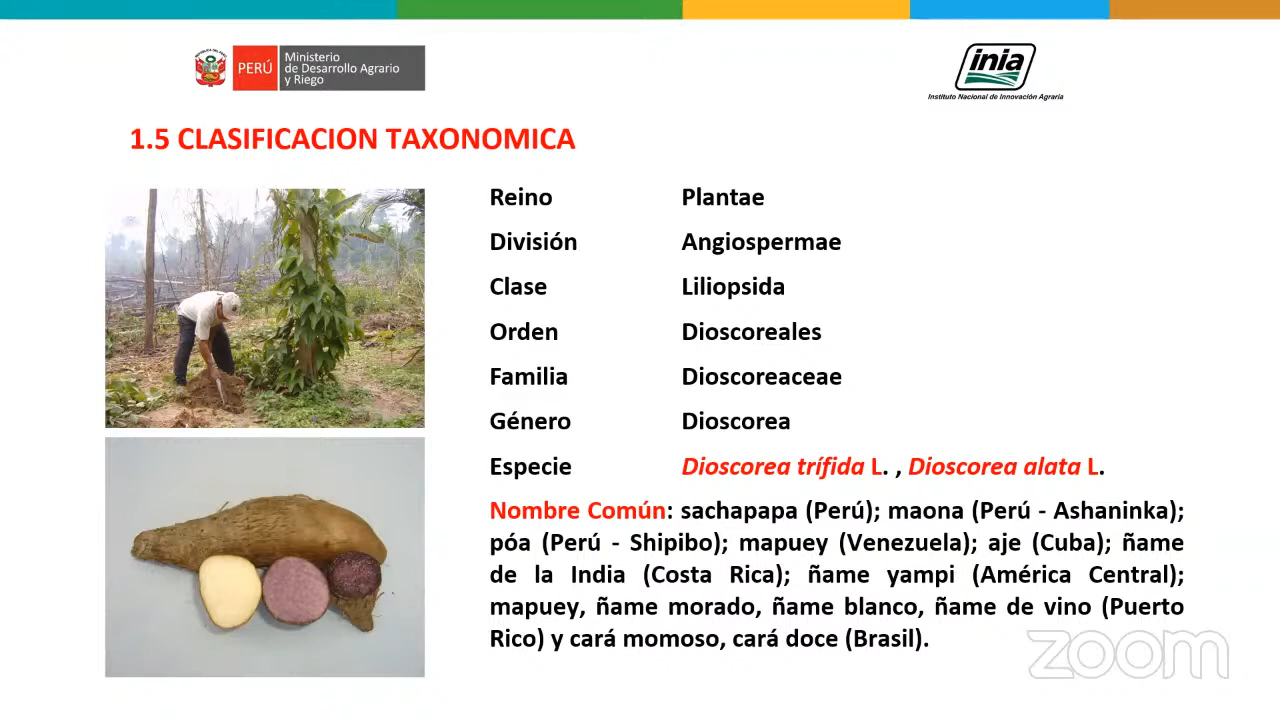 PERÚ
Ministerio
de Desarrollo Agrario
y Riego
inia
Instituto Nacional de Innovación Agraria
1.5 CLASIFICACION TAXONOMICA
Reino Plantae
División Angiospermae
Clase Liliopsida
Orden Dioscoreales
Familia Dioscoreaceae
Género Dioscorea
Especie Dioscorea trífida L. , Dioscorea alata L.
Nombre Común: sachapapa (Perú); maona (Perú - Ashaninka);
póa (Perú - Shipibo); mapuey (Venezuela); aje (Cuba); ñame
de la India (Costa Rica); ñame yampi (América Central);
mapuey, ñame morado, ñame blanco, ñame de vino (Puerto
Rico) y cará momoso, cará doce (Brasil).
zoom